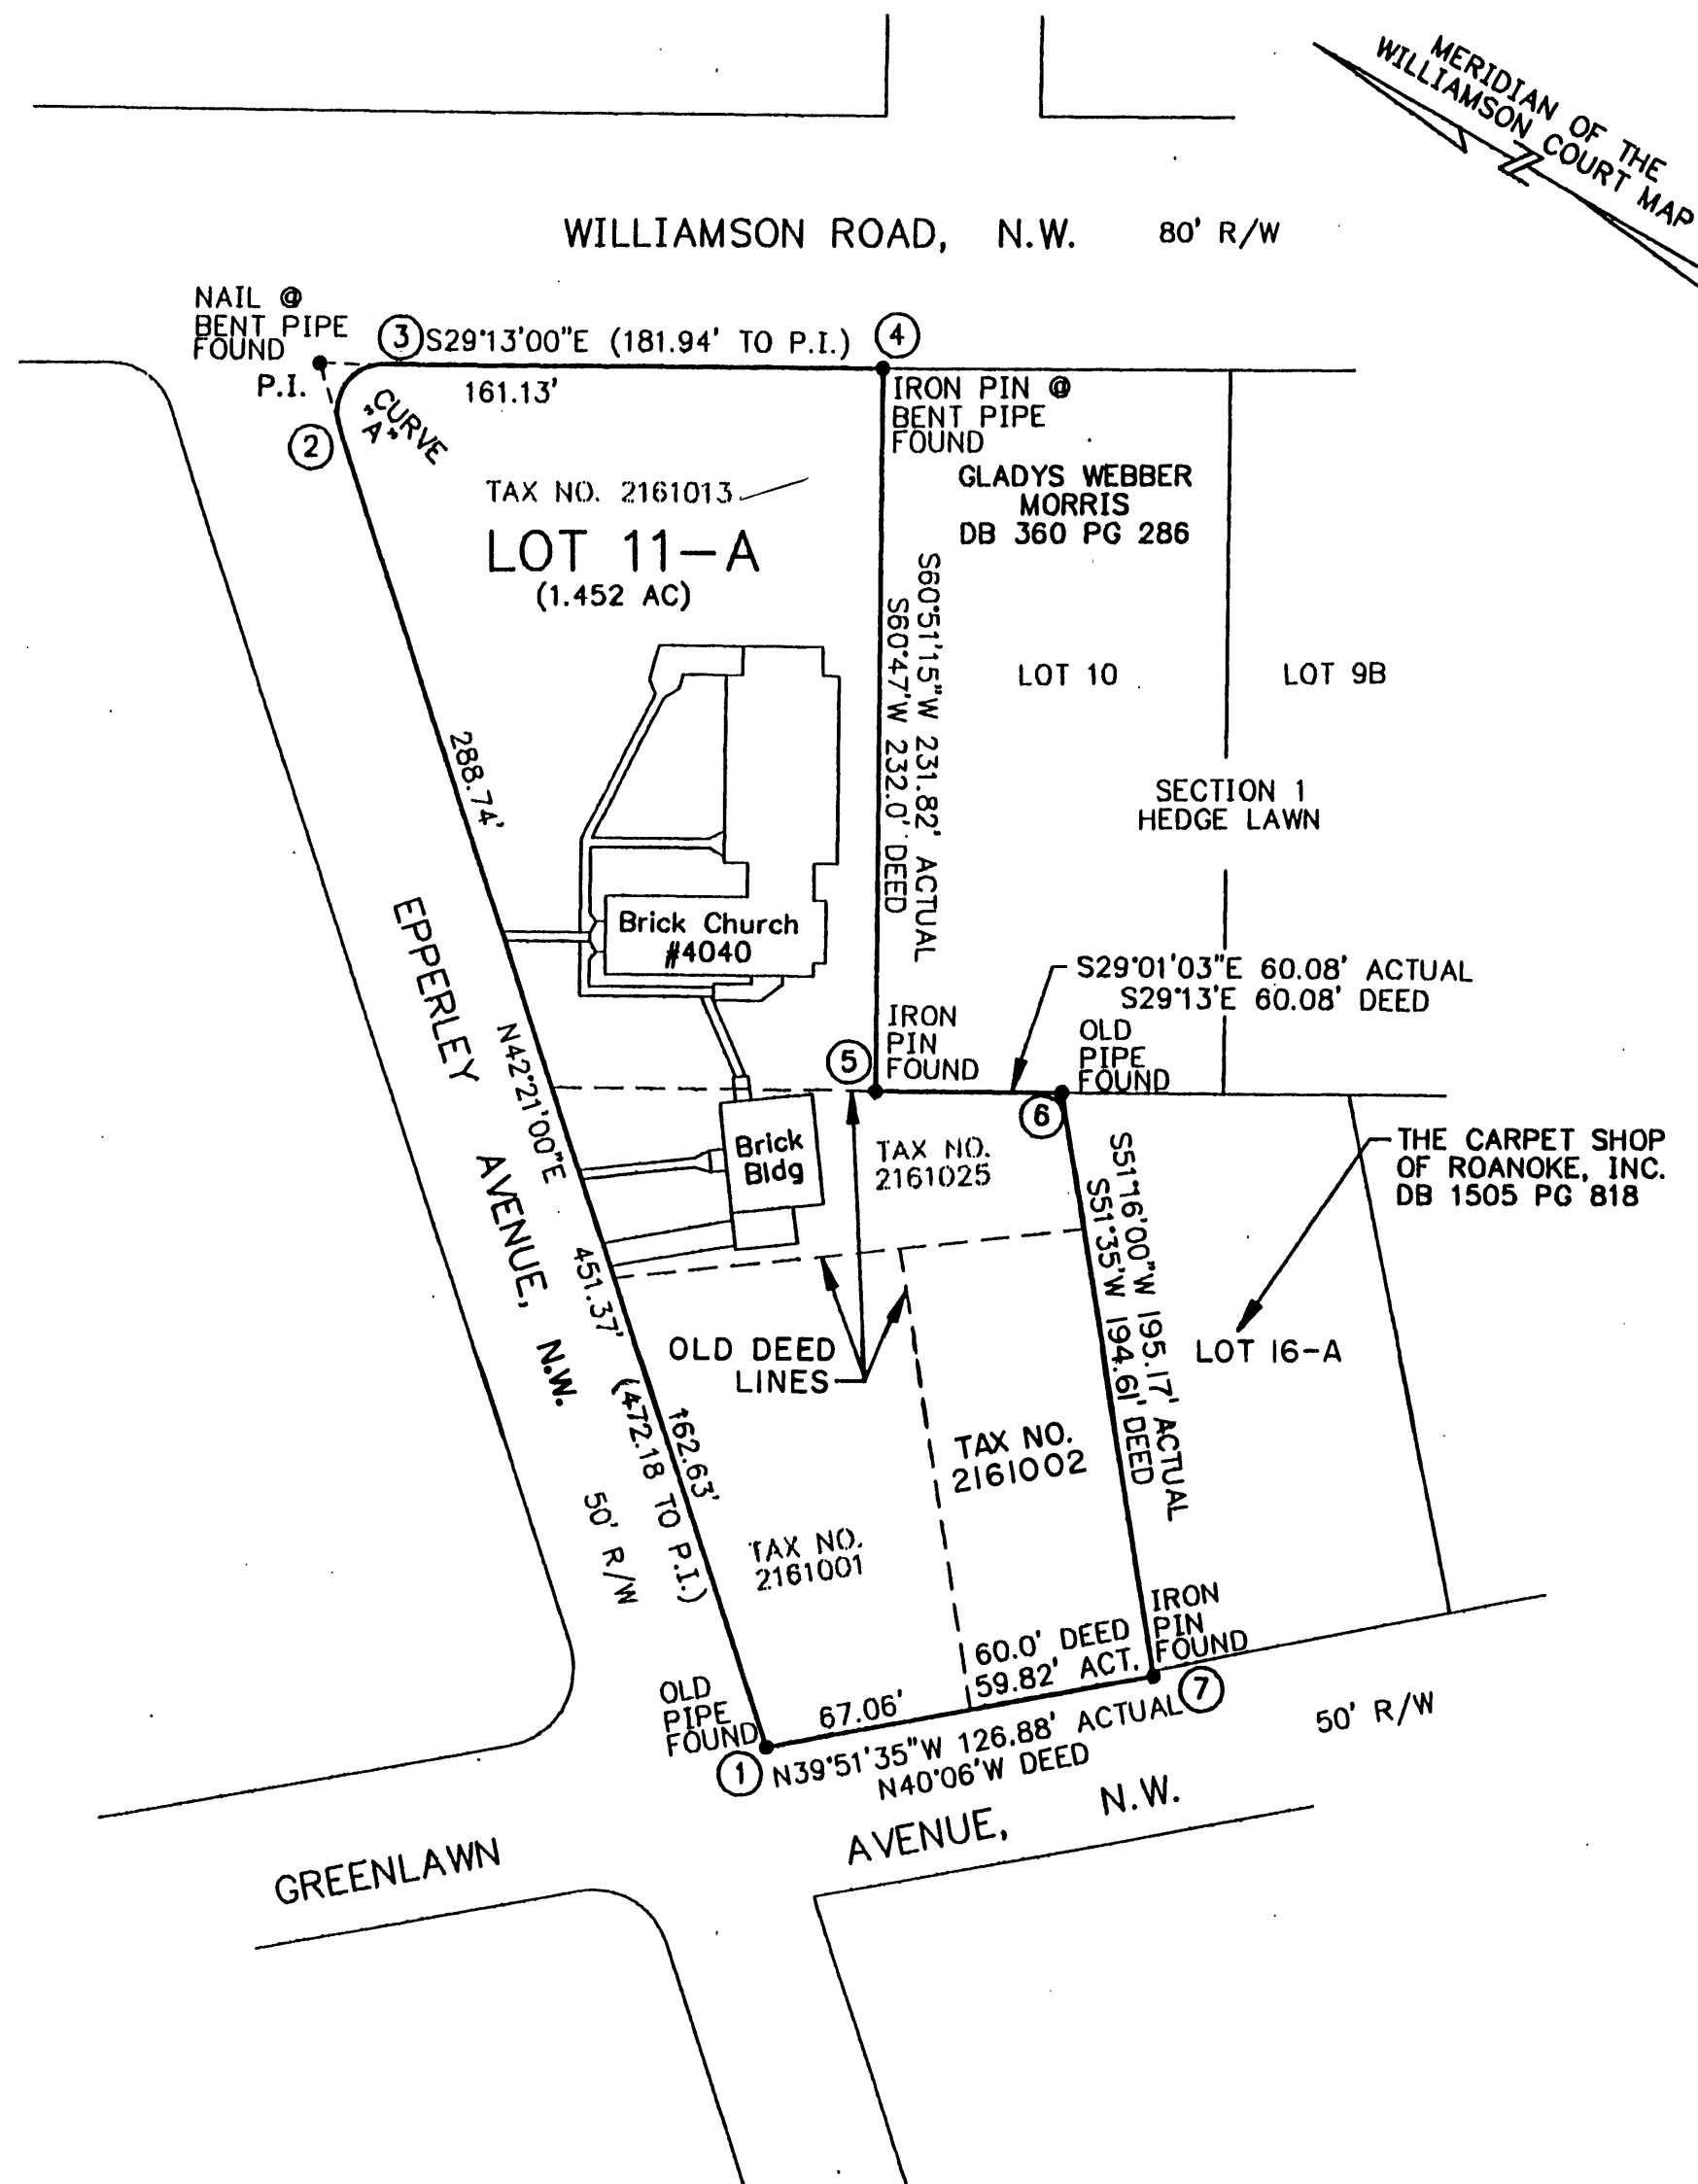 MERIDIAN OF THE
WILLIAMSON COURT MAP
N
WILLIAMSON ROAD, N.W. 80' R/W
NAIL @
BENT PIPE
FOUND
P.I.
3
S29°13'00"E (181.94' TO P.I.)
4
161.13'
IRON PIN @
BENT PIPE
FOUND
2
CURVE
"A"
GLADYS WEBBER
MORRIS
DB 360 PG 286
TAX NO. 2161013
LOT 11-A
(1.452 AC)
S60°51'15"W 231.82' ACTUAL
S60°47'W 232.0' DEED
LOT 10
LOT 9B
SECTION 1
HEDGE LAWN
288.74'
Brick Church
#4040
EPPERLEY AVENUE, N.W.
S29°01'03"E 60.08' ACTUAL
S29°13'E 60.08' DEED
IRON
PIN
FOUND
5
OLD
PIPE
FOUND
6
N42°21'00"E 451.37' (472.18 TO P.I.)
Brick
Bldg
TAX NO.
2161025
THE CARPET SHOP
OF ROANOKE, INC.
DB 1505 PG 818
S51°16'00"W 195.17' ACTUAL
S51°35'W 194.61' DEED
OLD DEED
LINES
LOT 16-A
162.63'
TAX NO.
2161002
50' R/W
TAX NO.
2161001
IRON
PIN
FOUND
60.0' DEED
59.82' ACT.
7
OLD
PIPE
FOUND
67.06'
1
N39°51'35"W 126.88' ACTUAL
N40°06'W DEED
50' R/W
GREENLAWN AVENUE, N.W.